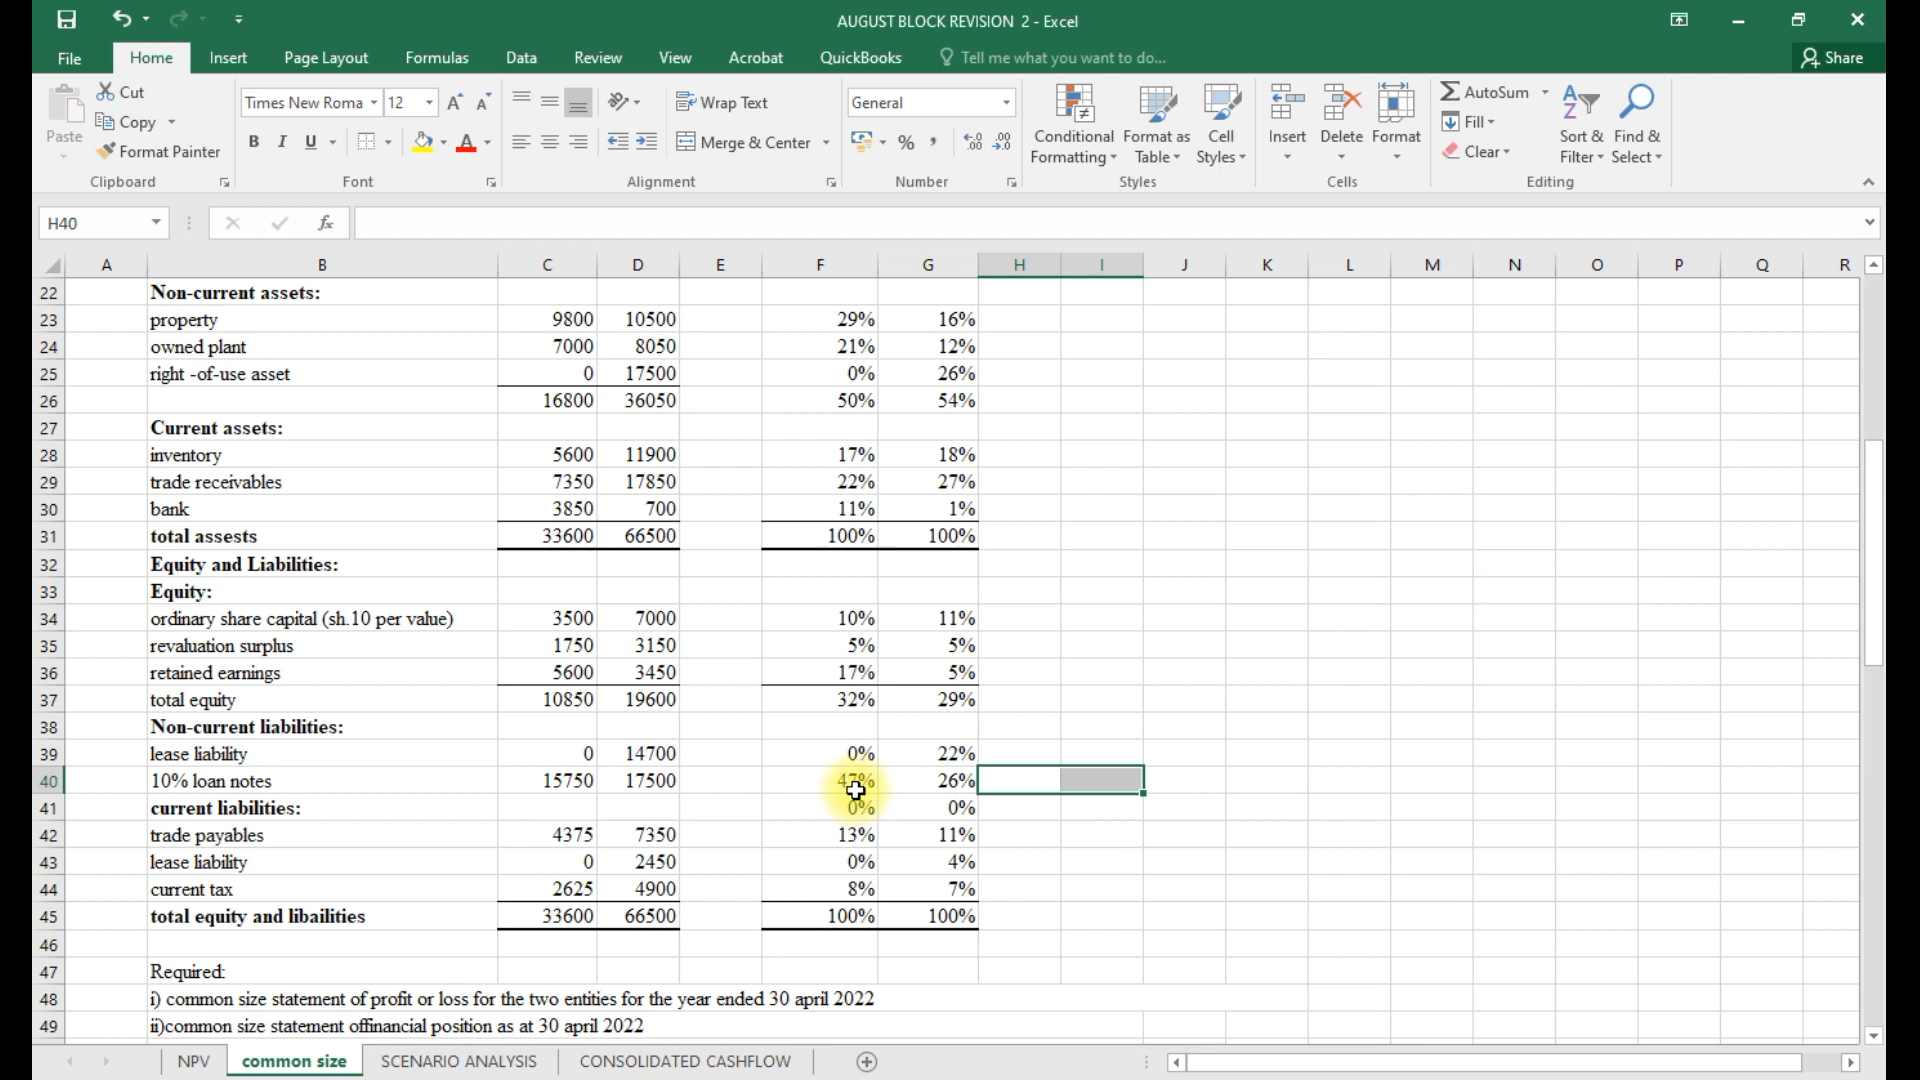 AUGUST BLOCK REVISION 2 - Excel
File Home Insert Page Layout Formulas Data Review View Acrobat QuickBooks Tell me what you want to do... Share
Cut
Copy
Format Painter
Paste
Clipboard
Times New Roma 12
B I U
Font
Wrap Text
Merge & Center
Alignment
General
Number
Conditional Formatting
Format as Table
Cell Styles
Styles
Insert
Delete
Format
Cells
AutoSum
Fill
Clear
Sort & Filter
Find & Select
Editing
H40 fx
A B C D E F G H I J K L M N O P Q R
22 Non-current assets:
23 property 9800 10500 29% 16%
24 owned plant 7000 8050 21% 12%
25 right -of-use asset 0 17500 0% 26%
26 16800 36050 50% 54%
27 Current assets:
28 inventory 5600 11900 17% 18%
29 trade receivables 7350 17850 22% 27%
30 bank 3850 700 11% 1%
31 total assests 33600 66500 100% 100%
32 Equity and Liabilities:
33 Equity:
34 ordinary share capital (sh.10 per value) 3500 7000 10% 11%
35 revaluation surplus 1750 3150 5% 5%
36 retained earnings 5600 3450 17% 5%
37 total equity 10850 19600 32% 29%
38 Non-current liabilities:
39 lease liability 0 14700 0% 22%
40 10% loan notes 15750 17500 47% 26%
41 current liabilities: 0% 0%
42 trade payables 4375 7350 13% 11%
43 lease liability 0 2450 0% 4%
44 current tax 2625 4900 8% 7%
45 total equity and libailities 33600 66500 100% 100%
46
47 Required:
48 i) common size statement of profit or loss for the two entities for the year ended 30 april 2022
49 ii)common size statement offinancial position as at 30 april 2022
NPV common size SCENARIO ANALYSIS CONSOLIDATED CASHFLOW